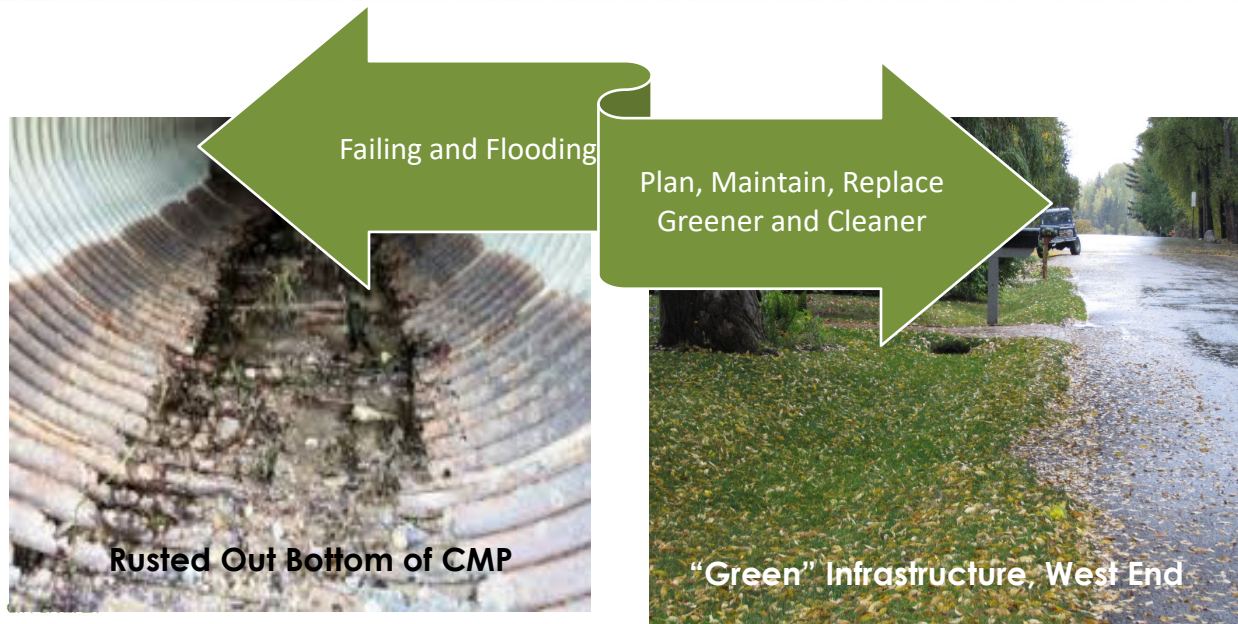 Failing and Flooding
Plan, Maintain, Replace
Greener and Cleaner
Rusted Out Bottom of CMP
“Green” Infrastructure, West End